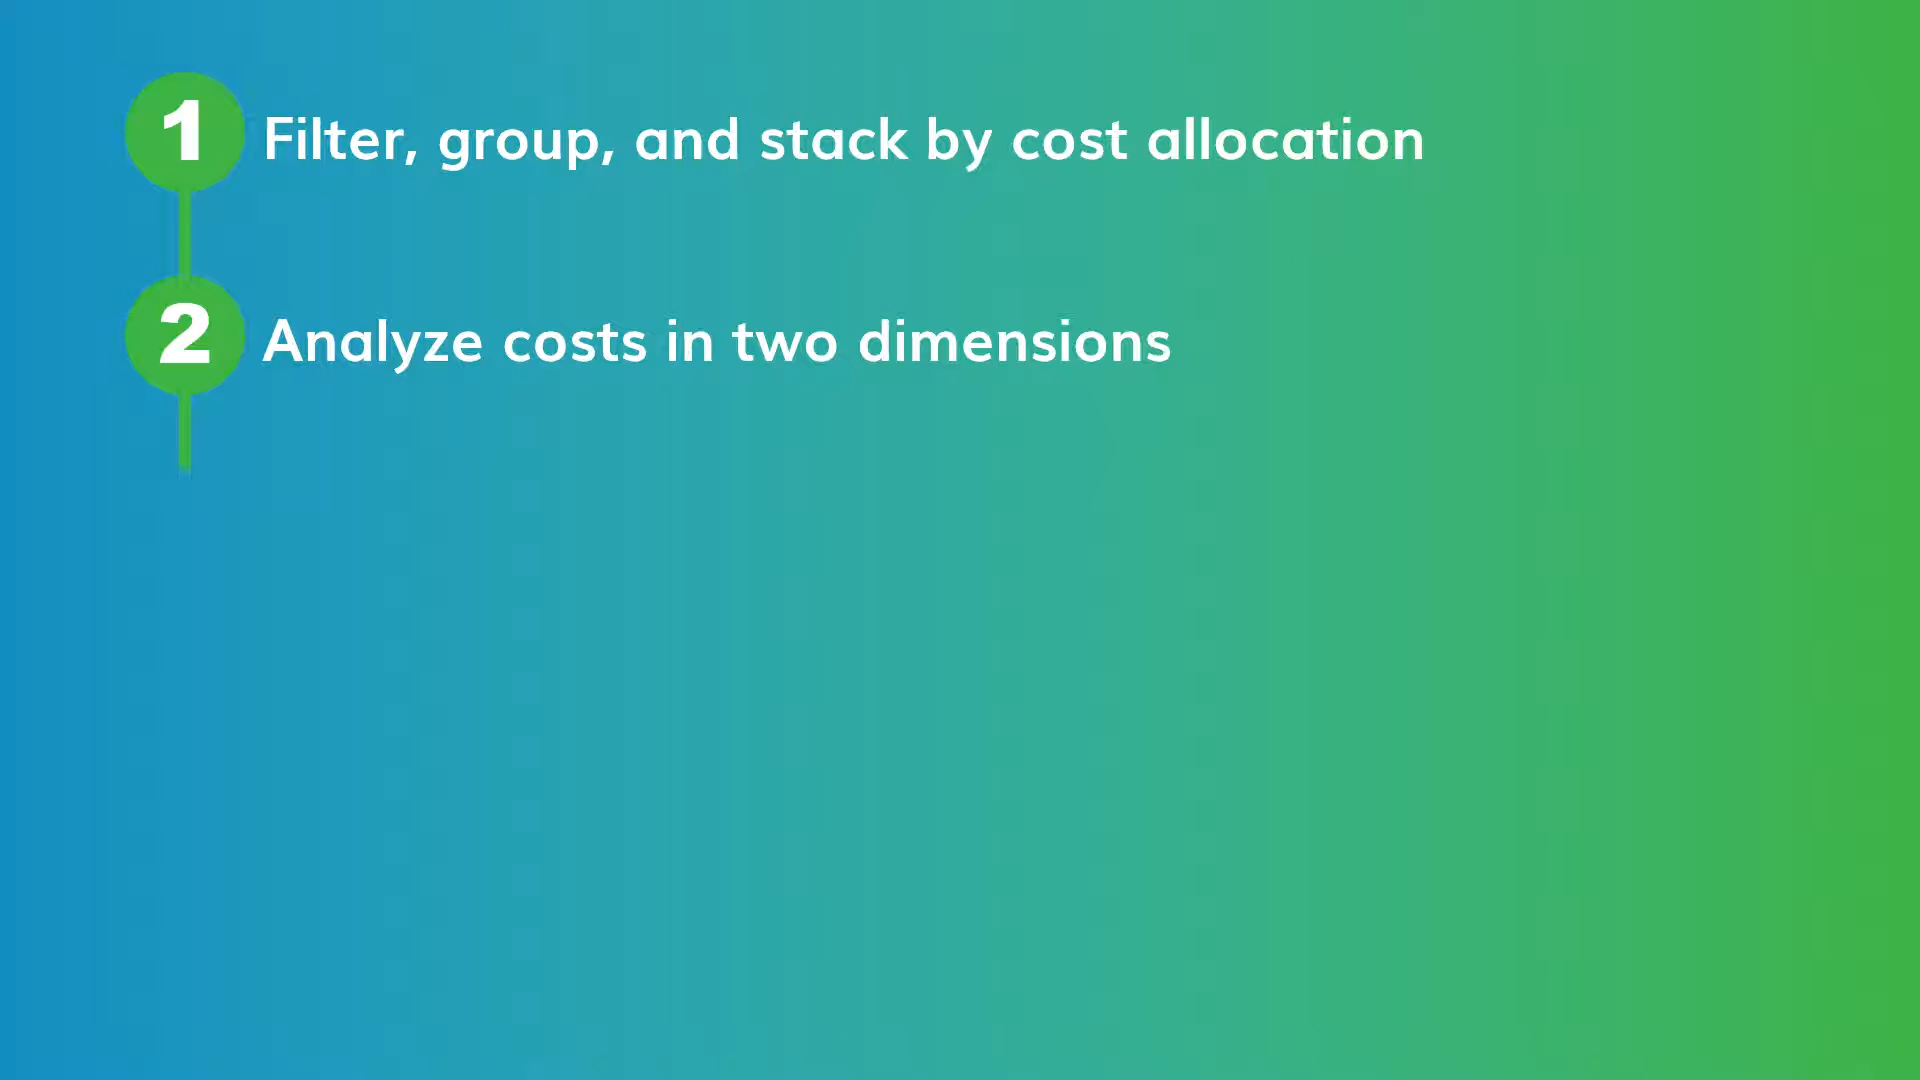 1 Filter, group, and stack by cost allocation
2 Analyze costs in two dimensions